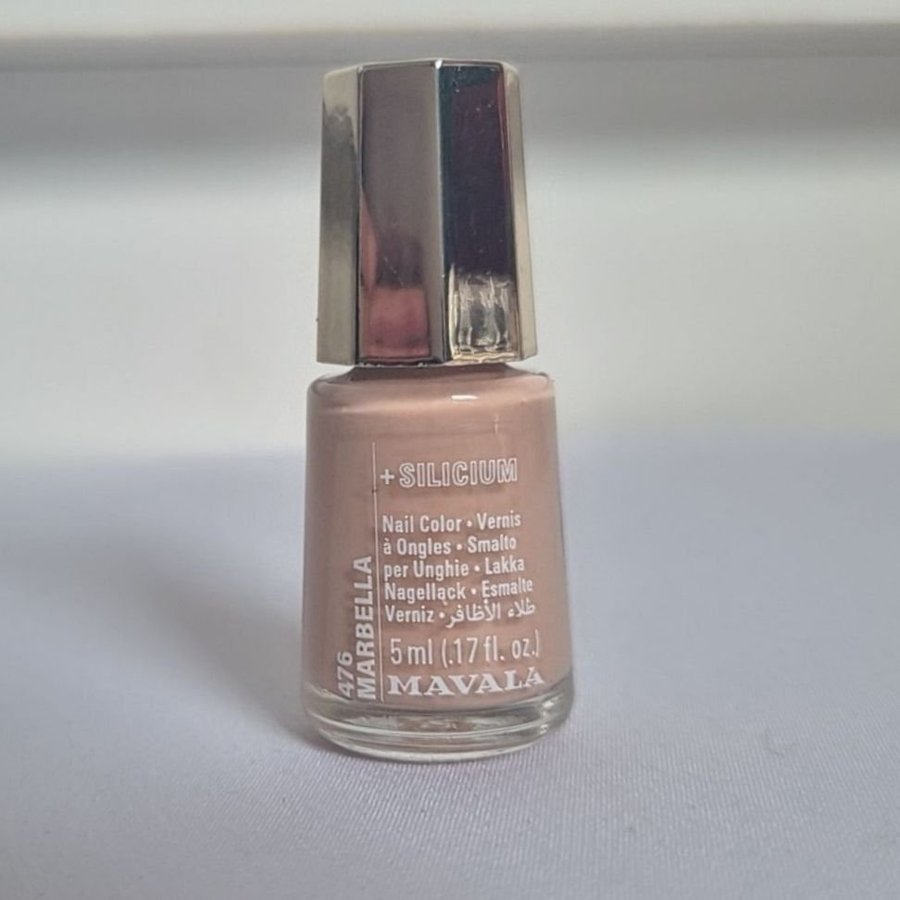 +SILICIUM
Nail Color • Vernis
à Ongles • Smalto
per Unghie • Lakka
Nagellack • Esmalte
Verniz • طلاء الأظافر
5 ml (.17 fl. oz.)
MAVALA
476
MARBELLA